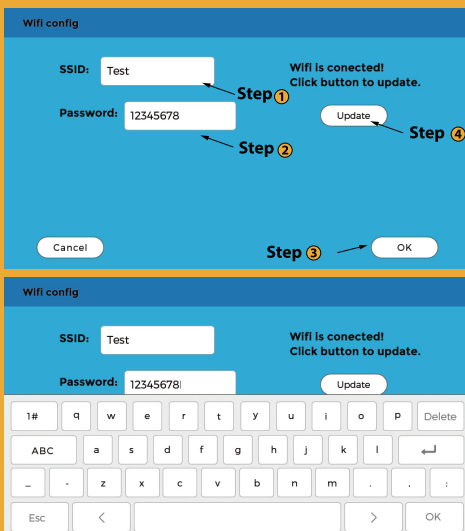 Wifi config
SSID: Test
Wifi is conected!
Click button to update.
Step 1
Password: 12345678
Update
Step 4
Step 2
Cancel
Step 3
OK
Wifi config
SSID: Test
Wifi is conected!
Click button to update.
Password: 12345678
Update
1# q w e r t y u i o p Delete
ABC a s d f g h j k l ↵
_ - z x c v b n m . , :
Esc < > OK